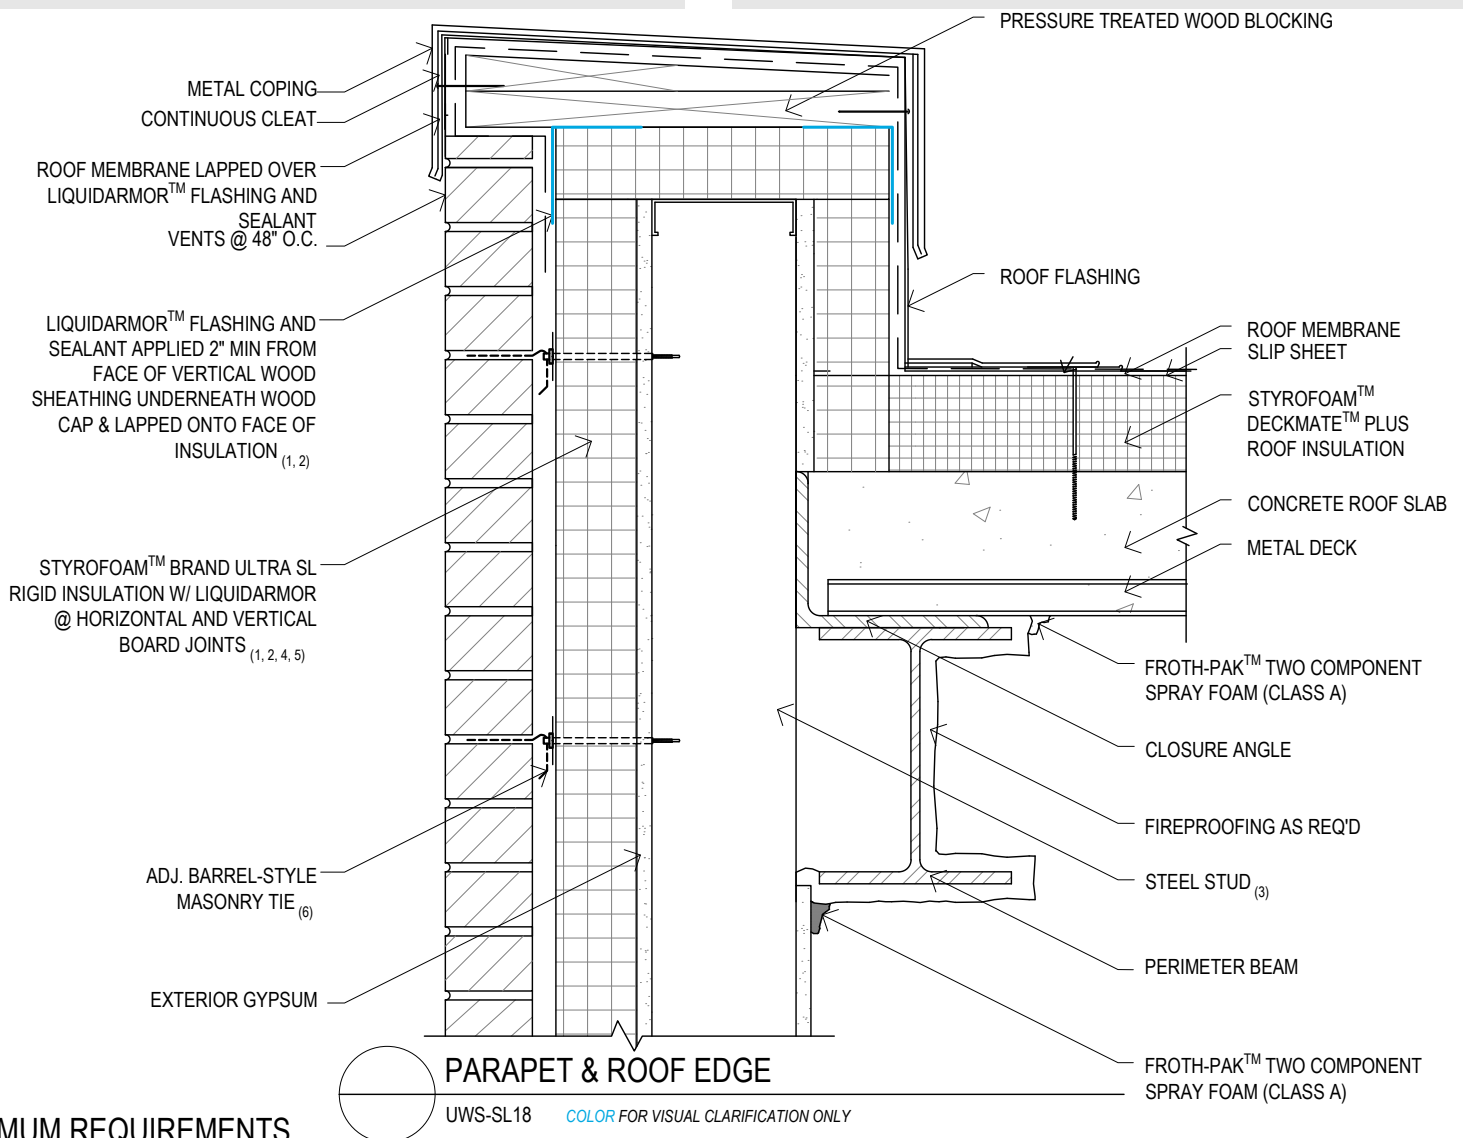 PRESSURE TREATED WOOD BLOCKING
METAL COPING
CONTINUOUS CLEAT
ROOF MEMBRANE LAPPED OVER
LIQUIDARMOR™ FLASHING AND
SEALANT
VENTS @ 48" O.C.
LIQUIDARMOR™ FLASHING AND
SEALANT APPLIED 2" MIN FROM
FACE OF VERTICAL WOOD
SHEATHING UNDERNEATH WOOD
CAP & LAPPED ONTO FACE OF
INSULATION (1, 2)
STYROFOAM™ BRAND ULTRA SL
RIGID INSULATION W/ LIQUIDARMOR
@ HORIZONTAL AND VERTICAL
BOARD JOINTS (1, 2, 4, 5)
ADJ. BARREL-STYLE
MASONRY TIE (6)
EXTERIOR GYPSUM
ROOF FLASHING
ROOF MEMBRANE
SLIP SHEET
STYROFOAM™
DECKMATE™ PLUS
ROOF INSULATION
CONCRETE ROOF SLAB
METAL DECK
FROTH-PAK™ TWO COMPONENT
SPRAY FOAM (CLASS A)
CLOSURE ANGLE
FIREPROOFING AS REQ'D
STEEL STUD (3)
PERIMETER BEAM
FROTH-PAK™ TWO COMPONENT
SPRAY FOAM (CLASS A)
PARAPET & ROOF EDGE
UWS-SL18 COLOR FOR VISUAL CLARIFICATION ONLY
MUM REQUIREMENTS